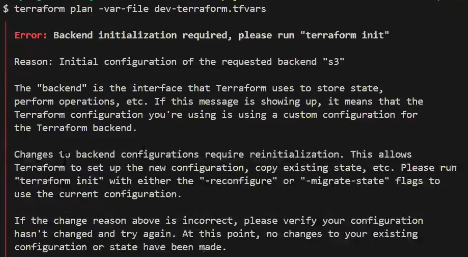 $ terraform plan -var-file dev-terraform.tfvars
Error: Backend initialization required, please run "terraform init"
Reason: Initial configuration of the requested backend "s3"
The "backend" is the interface that Terraform uses to store state,
perform operations, etc. If this message is showing up, it means that the
Terraform configuration you're using is using a custom configuration for
the Terraform backend.
Changes to backend configurations require reinitialization. This allows
Terraform to set up the new configuration, copy existing state, etc. Please run
"terraform init" with either the "-reconfigure" or "-migrate-state" flags to
use the current configuration.
If the change reason above is incorrect, please verify your configuration
hasn't changed and try again. At this point, no changes to your existing
configuration or state have been made.